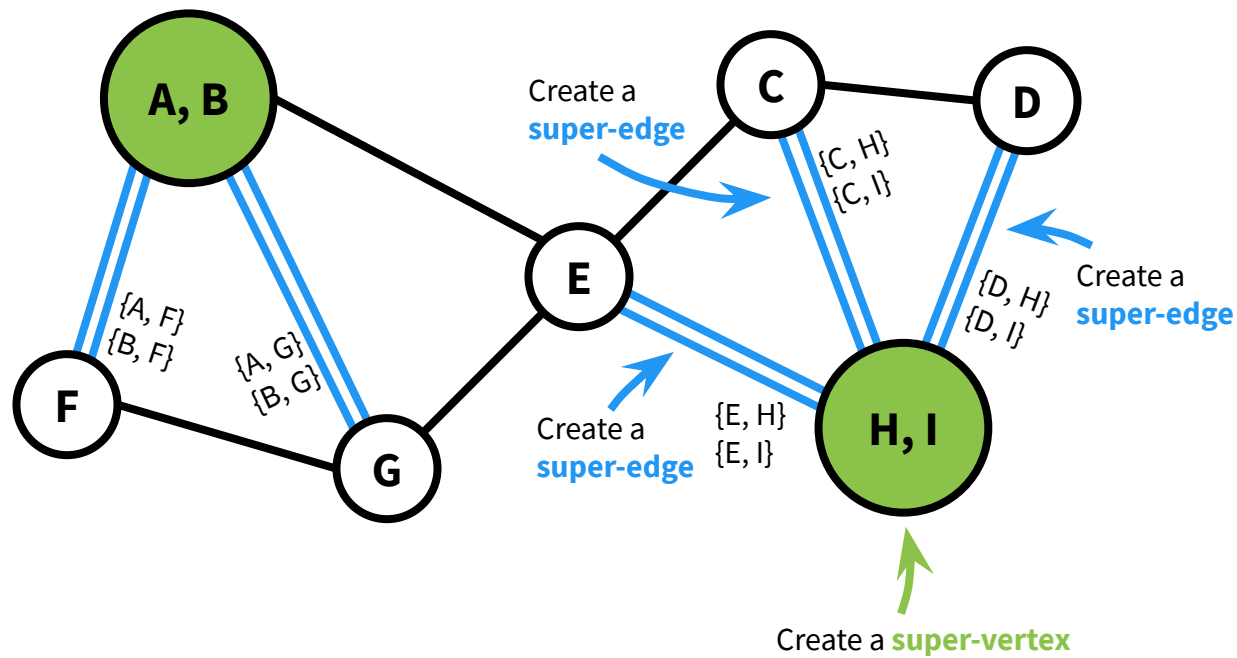 A, B
C
D
Create a
super-edge
{C, H}
{C, I}
E
Create a
super-edge
{D, H}
{D, I}
{A, F}
{B, F}
{A, G}
{B, G}
F
G
Create a
super-edge
{E, H}
{E, I}
H, I
Create a super-vertex